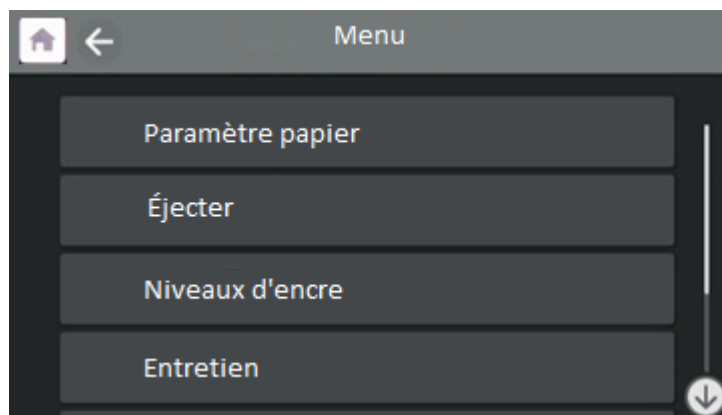 Menu
Paramètre papier
Éjecter
Niveaux d'encre
Entretien